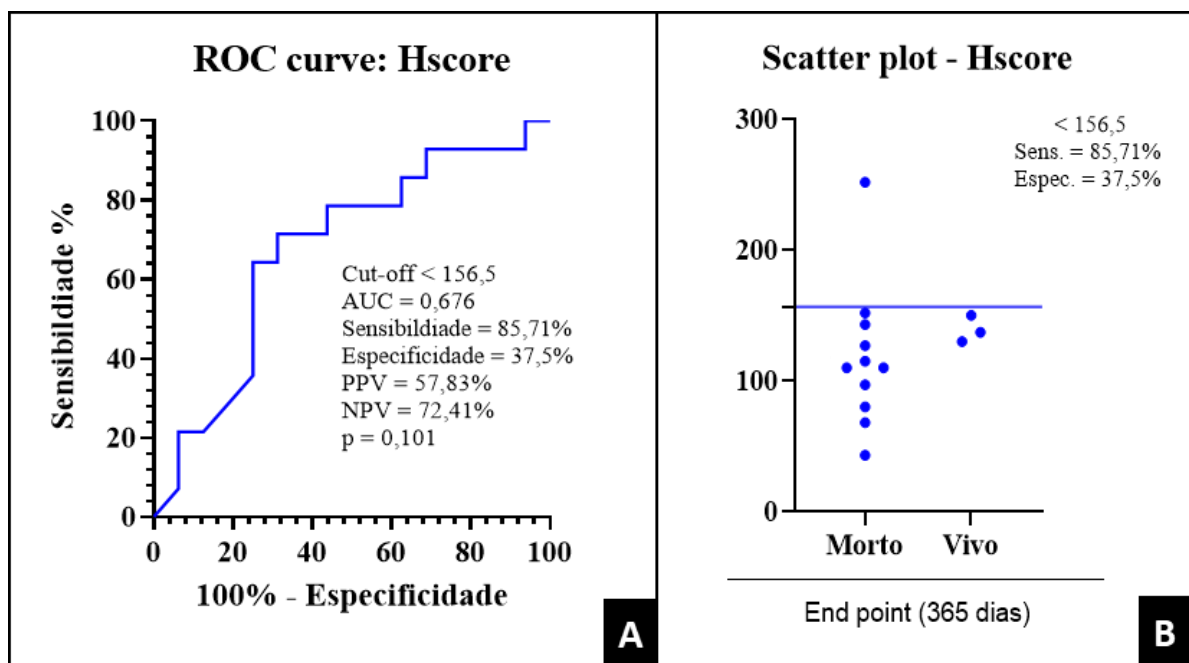 ROC curve: Hscore
100
80
60
40
20
0
Sensibildiade %
Cut-off < 156,5
AUC = 0,676
Sensibildiade = 85,71%
Especificidade = 37,5%
PPV = 57,83%
NPV = 72,41%
p = 0,101
0 20 40 60 80 100
100% - Especificidade
A
Scatter plot - Hscore
< 156,5
Sens. = 85,71%
Espec. = 37,5%
300
200
100
0
Morto Vivo
End point (365 dias)
B